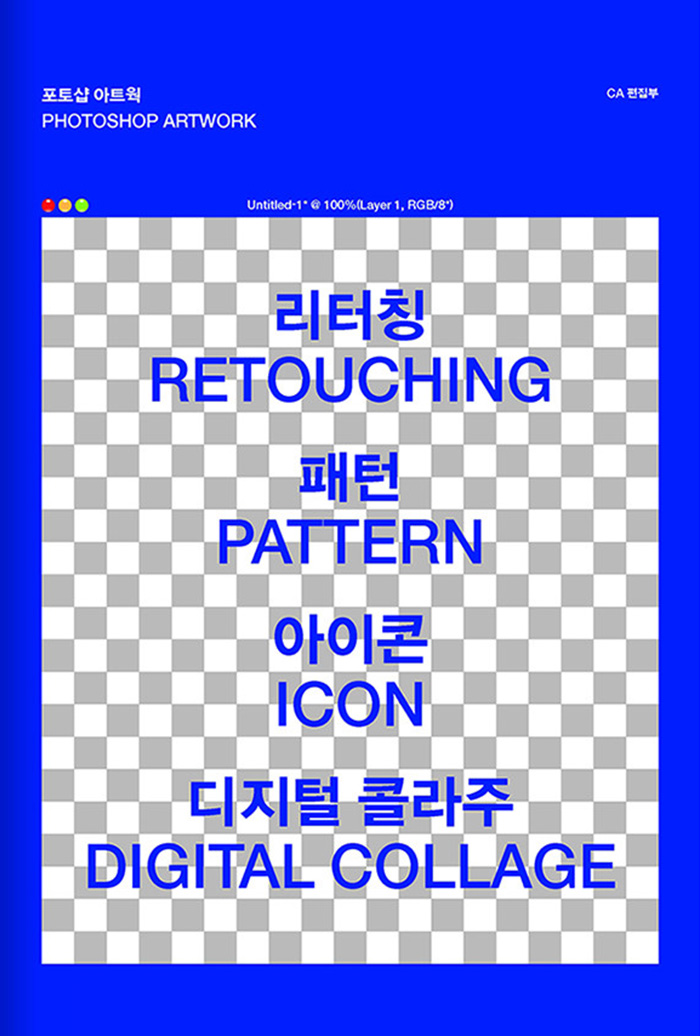 포토샵 아트웍
PHOTOSHOP ARTWORK
CA 편집부
Untitled-1* @ 100%(Layer 1, RGB/8*)
리터칭
RETOUCHING
패턴
PATTERN
아이콘
ICON
디지털 콜라주
DIGITAL COLLAGE